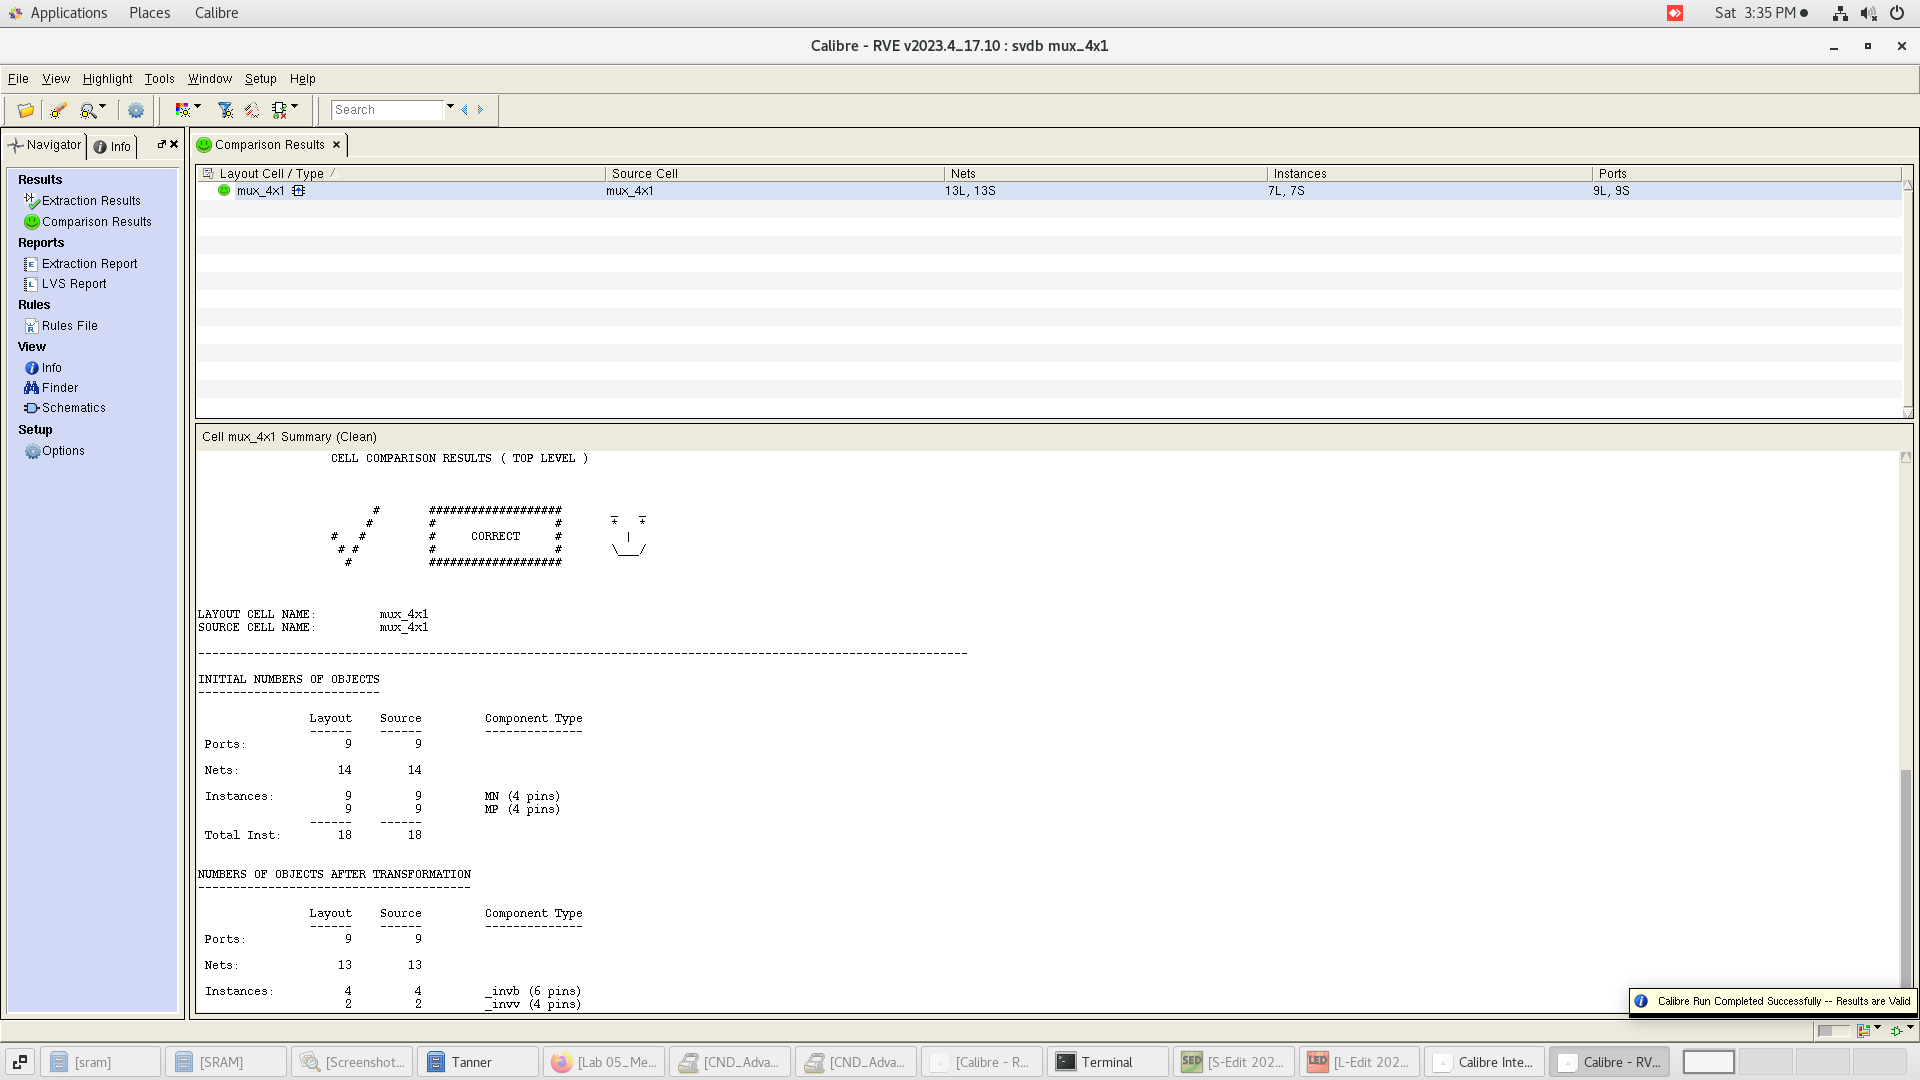 Applications Places Calibre
Sat 3:35 PM
Calibre - RVE v2023.4_17.10 : svdb mux_4x1
File View Highlight Tools Window Setup Help
Search
Navigator Info
Comparison Results
Results
Extraction Results
Comparison Results
Reports
Extraction Report
LVS Report
Rules
Rules File
View
Info
Finder
Schematics
Setup
Options
Layout Cell / Type Source Cell Nets Instances Ports
mux_4x1 mux_4x1 13L, 13S 7L, 7S 9L, 9S
Cell mux_4x1 Summary (Clean)
CELL COMPARISON RESULTS ( TOP LEVEL )
# ################### _ _
# # # * *
# # # CORRECT # |
# # # # \___/
# ###################
LAYOUT CELL NAME: mux_4x1
SOURCE CELL NAME: mux_4x1
--------------------------------------------------------------------------------------------------------------
INITIAL NUMBERS OF OBJECTS
--------------------------
Layout Source Component Type
------ ------ --------------
Ports: 9 9
Nets: 14 14
Instances: 9 9 MN (4 pins)
9 9 MP (4 pins)
------ ------
Total Inst: 18 18
NUMBERS OF OBJECTS AFTER TRANSFORMATION
---------------------------------------
Layout Source Component Type
------ ------ --------------
Ports: 9 9
Nets: 13 13
Instances: 4 4 _invb (6 pins)
2 2 _invv (4 pins)
Calibre Run Completed Successfully -- Results are Valid
[sram] [SRAM] [Screenshot... Tanner [Lab 05_Me... [CND_Adva... [CND_Adva... [Calibre - R... Terminal [S-Edit 202... [L-Edit 202... Calibre Inte... Calibre - RV...